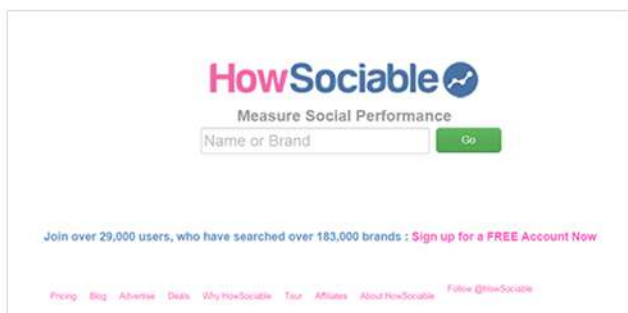 HowSociable
Measure Social Performance
Name or Brand
Go
Join over 29,000 users, who have searched over 183,000 brands : Sign up for a FREE Account Now
Pricing Blog Advertise Deals Why HowSociable Tour Affiliates About HowSociable Follow @HowSociable